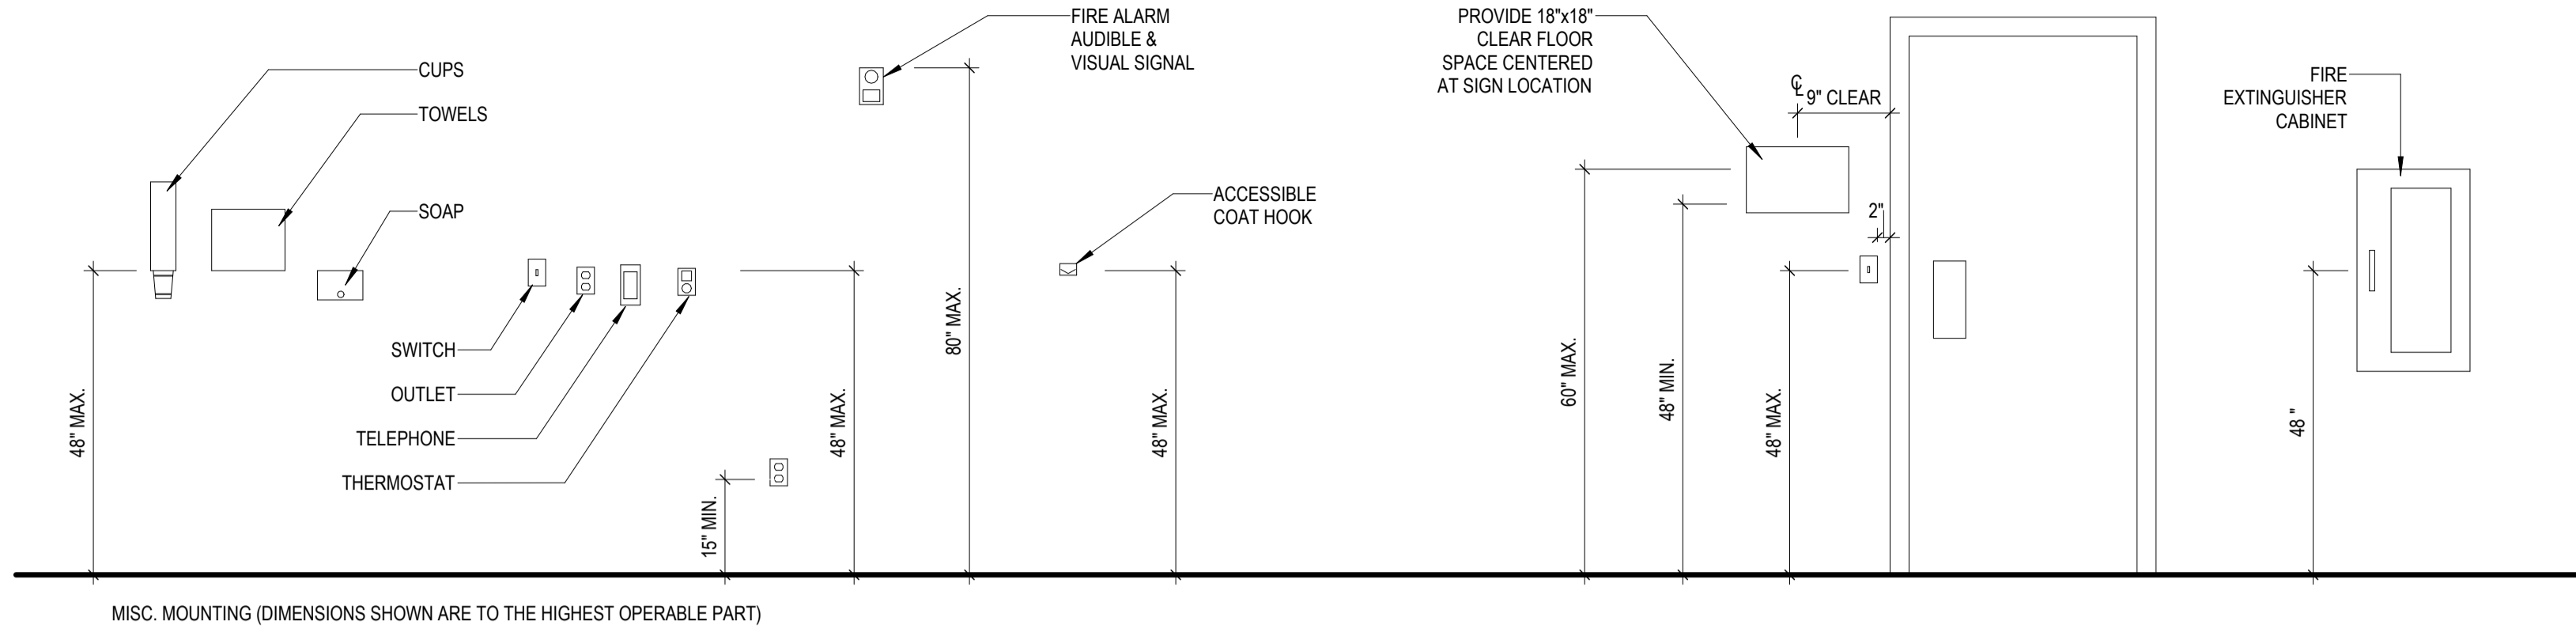 CUPS
TOWELS
SOAP
SWITCH
OUTLET
TELEPHONE
THERMOSTAT
48" MAX.
15" MIN.
48" MAX.
FIRE ALARM
AUDIBLE &
VISUAL SIGNAL
80" MAX.
ACCESSIBLE
COAT HOOK
48" MAX.
PROVIDE 18"x18"
CLEAR FLOOR
SPACE CENTERED
AT SIGN LOCATION
℄
9" CLEAR
2"
60" MAX.
48" MIN.
48" MAX.
FIRE
EXTINGUISHER
CABINET
48 "
MISC. MOUNTING (DIMENSIONS SHOWN ARE TO THE HIGHEST OPERABLE PART)